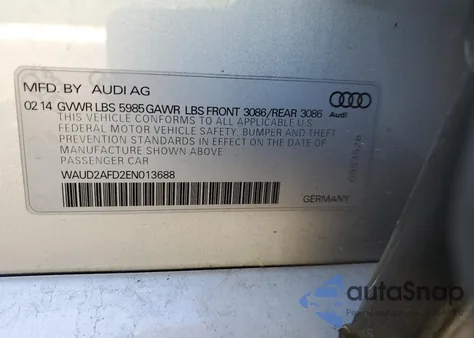 MFD. BY AUDI AG
02 14 GVWR LBS 5985 GAWR LBS FRONT 3086/REAR 3086
Audi
THIS VEHICLE CONFORMS TO ALL APPLICABLE U.S.
FEDERAL MOTOR VEHICLE SAFETY, BUMPER AND THEFT
PREVENTION STANDARDS IN EFFECT ON THE DATE OF
MANUFACTURE SHOWN ABOVE.
PASSENGER CAR
WAUD2AFD2EN013688
GERMANY
autoSnap